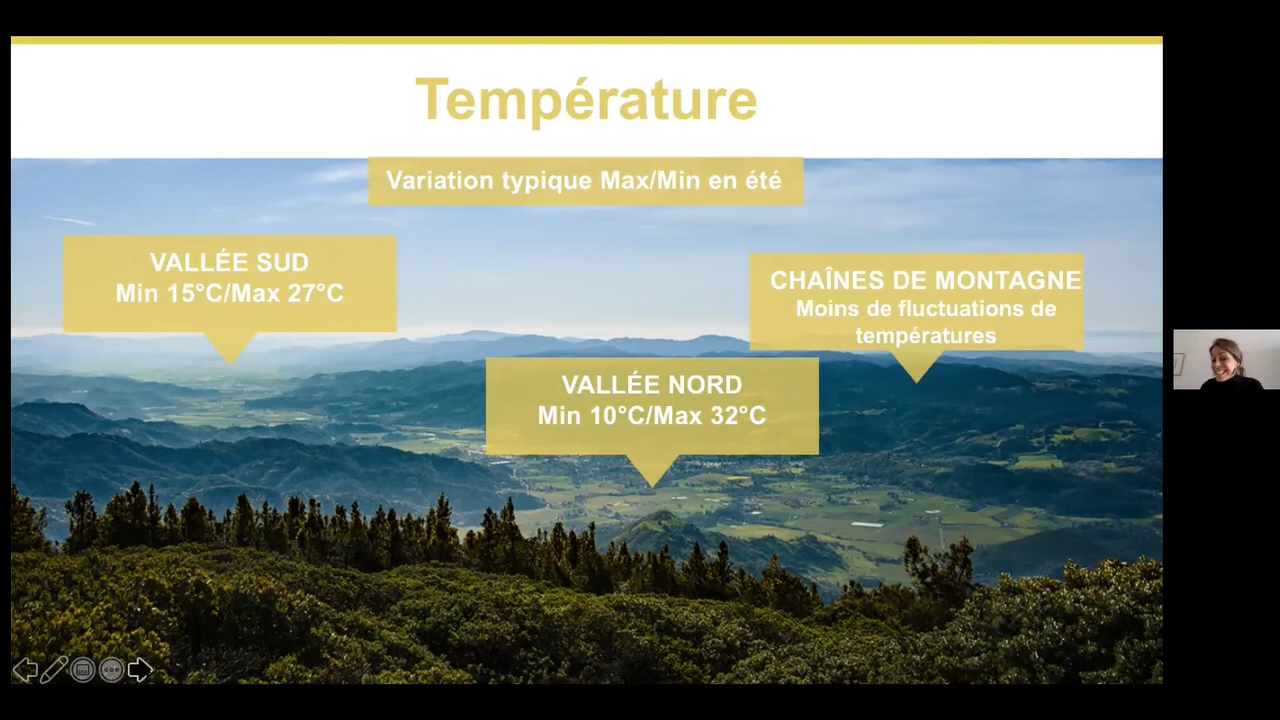 Température
Variation typique Max/Min en été
VALLÉE SUD
Min 15°C/Max 27°C
CHAÎNES DE MONTAGNE
Moins de fluctuations de
températures
VALLÉE NORD
Min 10°C/Max 32°C